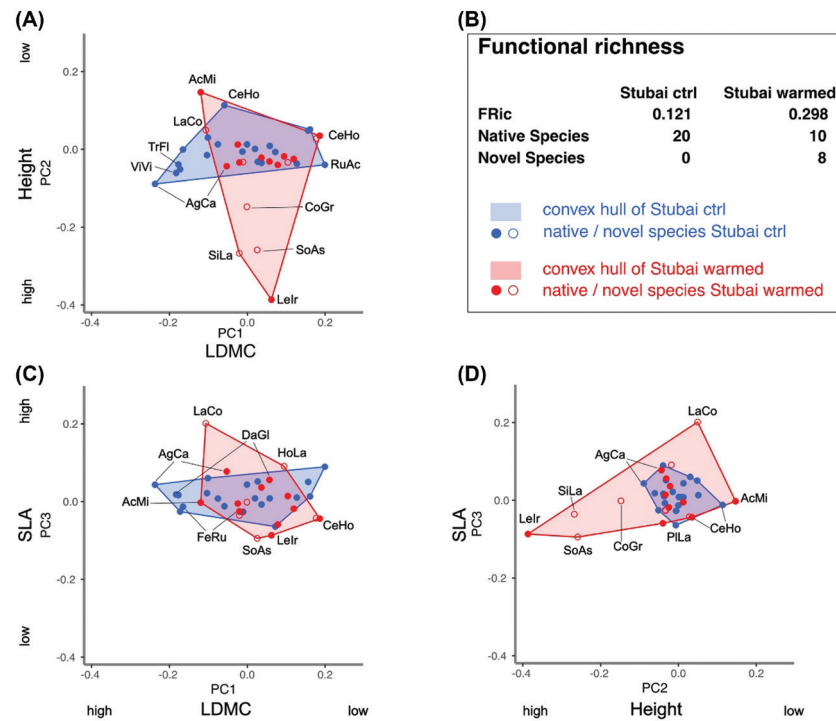 (A)
low
0.2
0.0
-0.2
-0.4
high
Height
PC2
AcMi
CeHo
LaCo
TrFl
ViVi
AgCa
CeHo
RuAc
CoGr
SiLa
SoAs
LeIr
-0.4
-0.2
0.0
0.2
PC1
LDMC
(B)
Functional richness
Stubai ctrl Stubai warmed
FRic 0.121 0.298
Native Species 20 10
Novel Species 0 8
convex hull of Stubai ctrl
native / novel species Stubai ctrl
convex hull of Stubai warmed
native / novel species Stubai warmed
(C)
high
0.2
0.0
-0.2
-0.4
low
SLA
PC3
LaCo
DaGl
AgCa
HoLa
AcMi
FeRu
SoAs
LeIr
CeHo
-0.4
-0.2
0.0
0.2
PC1
high LDMC low
(D)
0.2
0.0
-0.2
-0.4
SLA
PC3
LaCo
AgCa
SiLa
AcMi
LeIr
SoAs
CoGr
PlLa
CeHo
-0.4
-0.2
0.0
0.2
PC2
high Height low